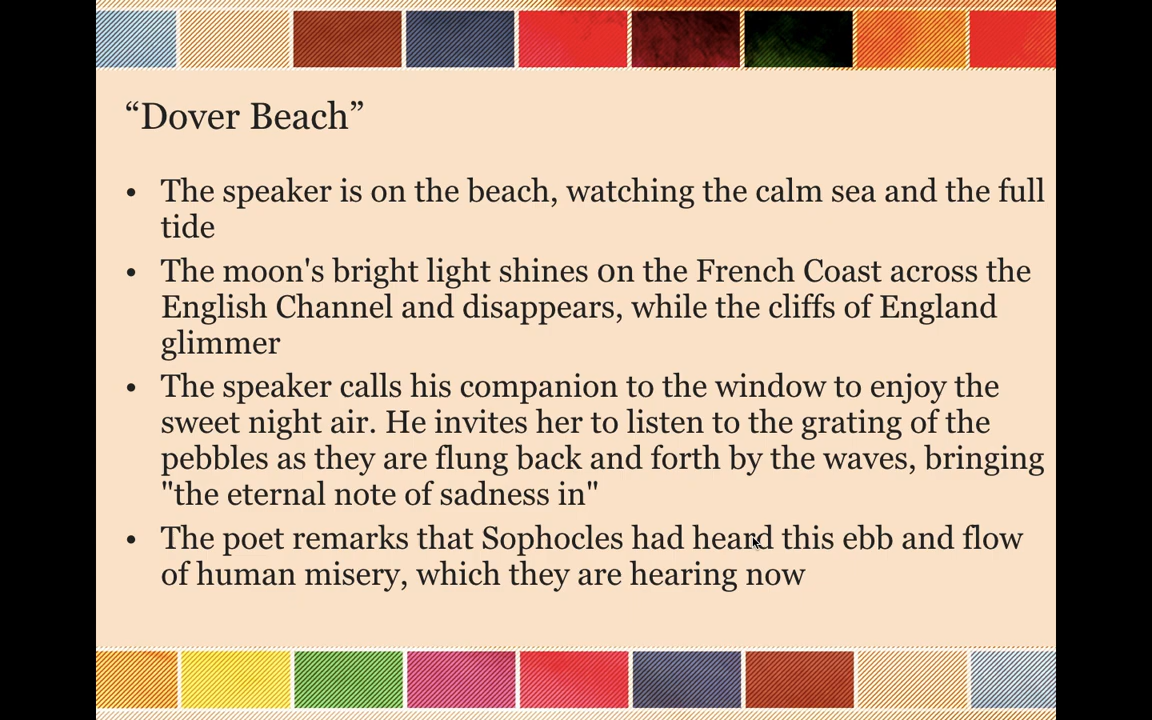 “Dover Beach”
• The speaker is on the beach, watching the calm sea and the full
tide
• The moon's bright light shines 0n the French Coast across the
English Channel and disappears, while the cliffs of England
glimmer
• The speaker calls his companion to the window to enjoy the
sweet night air. He invites her to listen to the grating of the
pebbles as they are flung back and forth by the waves, bringing
"the eternal note of sadness in"
• The poet remarks that Sophocles had heard this ebb and flow
of human misery, which they are hearing now